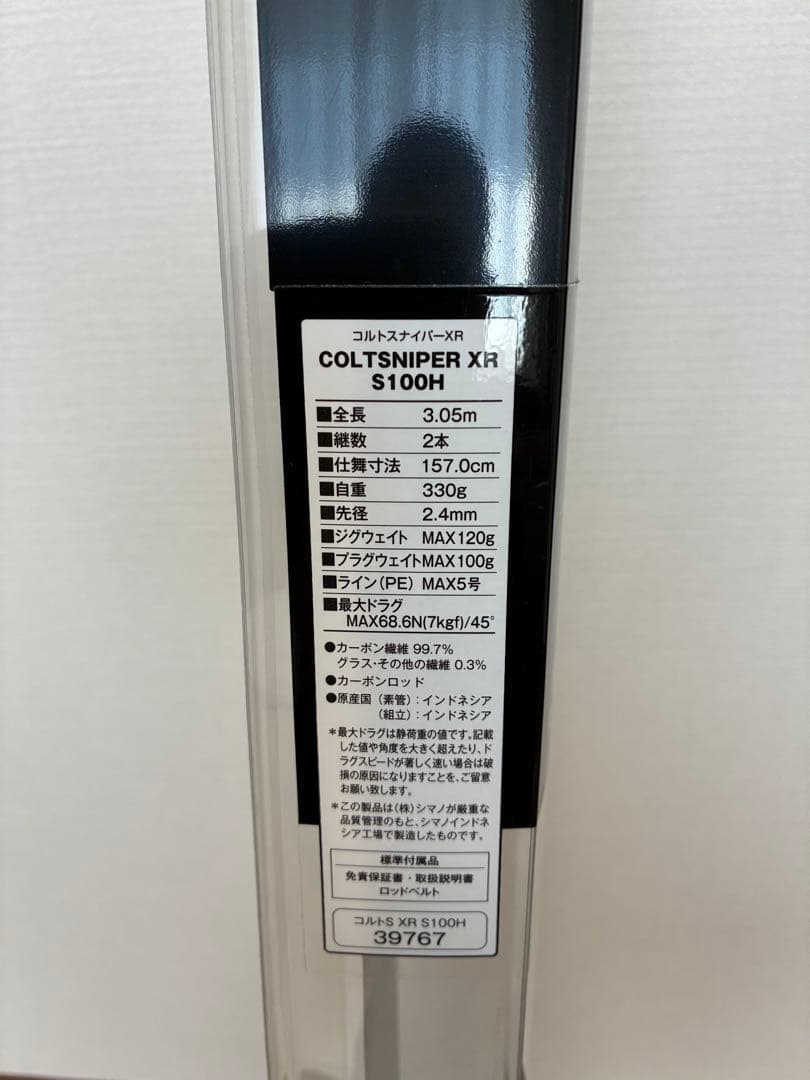 コルトスナイパーXR
COLTSNIPER XR
S100H
■全長 3.05m
■継数 2本
■仕舞寸法 157.0cm
■自重 330g
■先径 2.4mm
■ジグウェイト MAX120g
■プラグウェイトMAX100g
■ライン(PE) MAX5号
■最大ドラグ
MAX68.6N(7kgf)/45°
●カーボン繊維 99.7%
グラス・その他の繊維 0.3%
●カーボンロッド
●原産国(素管):インドネシア
(組立):インドネシア
*最大ドラグは静荷重の値です。記載
した値や角度を大きく超えたり、ド
ラグスピードが著しく速い場合は破
損の原因になりますことを、ご留意
お願い致します。
*この製品は(株)シマノが厳重な
品質管理のもと、シマノインドネ
シア工場で製造したものです。
標準付属品
免責保証書・取扱説明書
ロッドベルト
コルトS XR S100H
39767